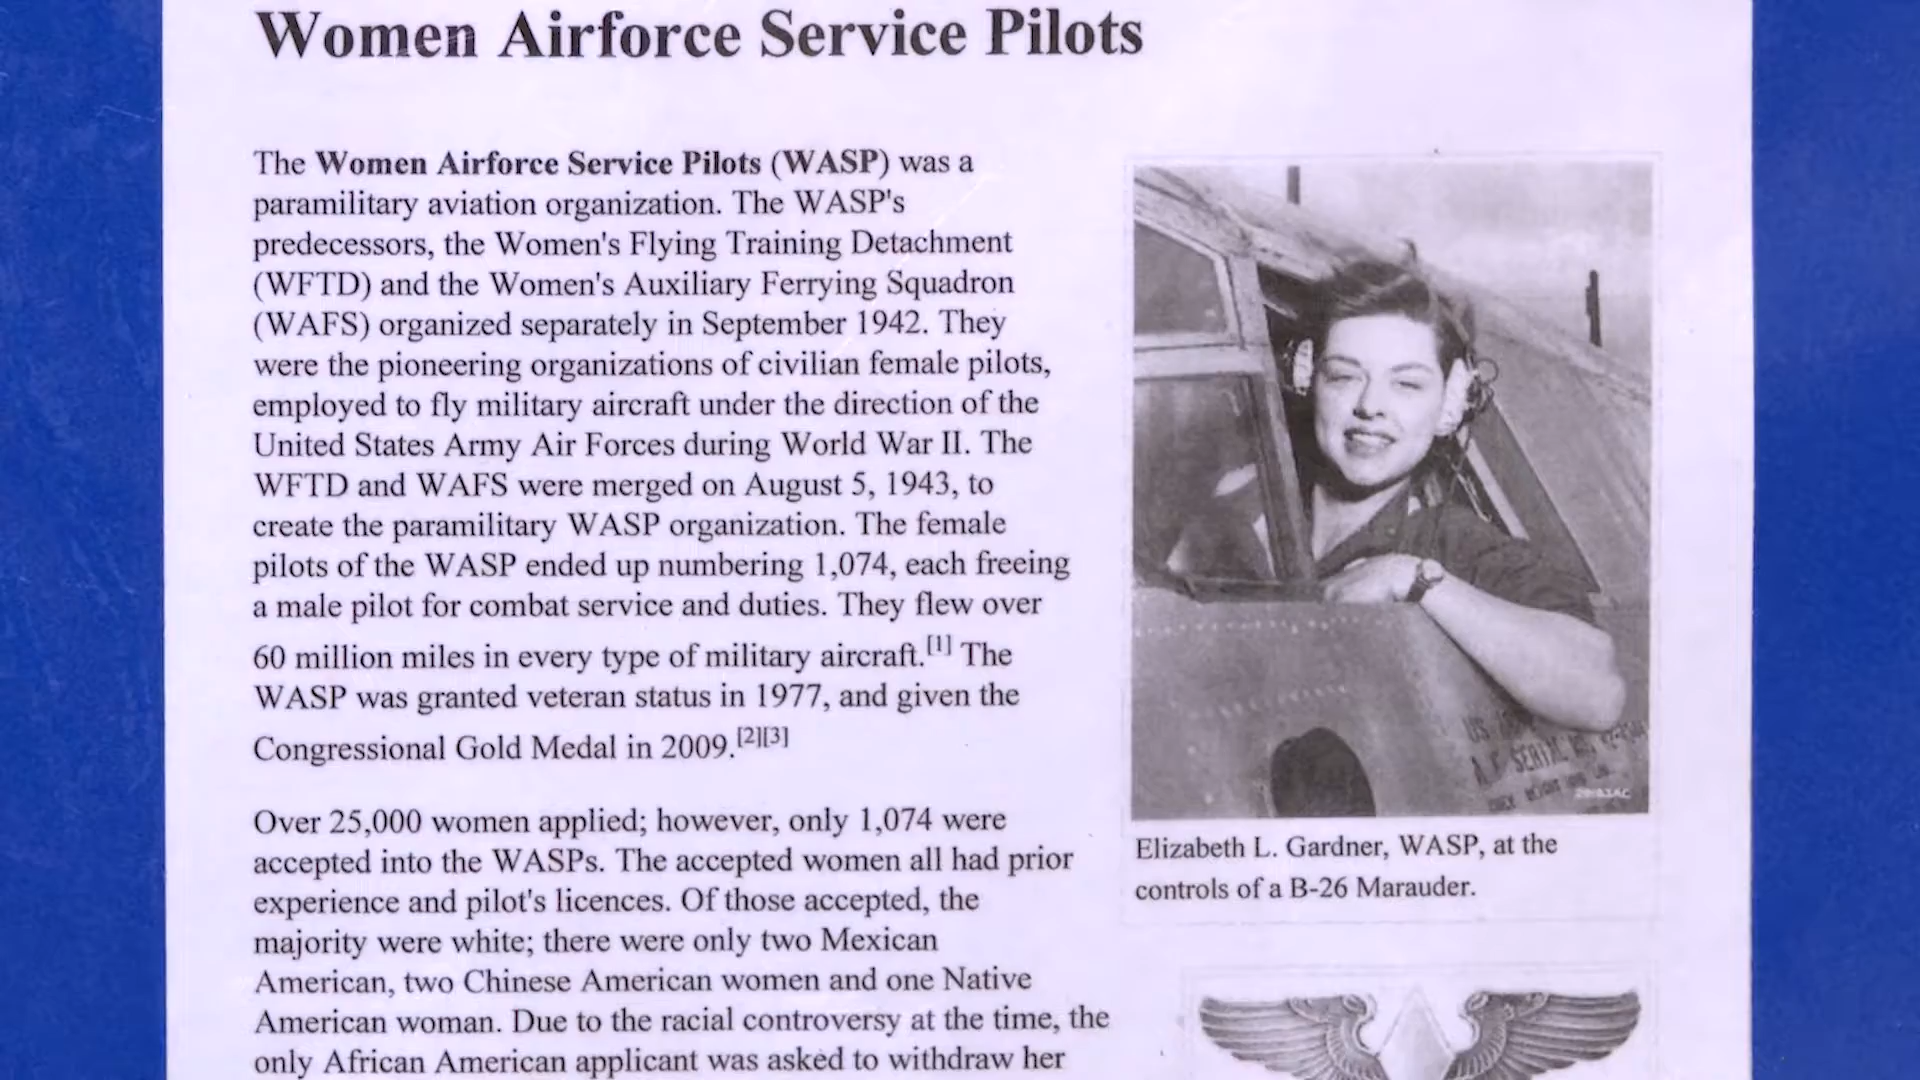 Women Airforce Service Pilots
The Women Airforce Service Pilots (WASP) was a
paramilitary aviation organization. The WASP's
predecessors, the Women's Flying Training Detachment
(WFTD) and the Women's Auxiliary Ferrying Squadron
(WAFS) organized separately in September 1942. They
were the pioneering organizations of civilian female pilots,
employed to fly military aircraft under the direction of the
United States Army Air Forces during World War II. The
WFTD and WAFS were merged on August 5, 1943, to
create the paramilitary WASP organization. The female
pilots of the WASP ended up numbering 1,074, each freeing
a male pilot for combat service and duties. They flew over
60 million miles in every type of military aircraft.[1] The
WASP was granted veteran status in 1977, and given the
Congressional Gold Medal in 2009.[2][3]
Over 25,000 women applied; however, only 1,074 were
accepted into the WASPs. The accepted women all had prior
experience and pilot's licences. Of those accepted, the
majority were white; there were only two Mexican
American, two Chinese American women and one Native
American woman. Due to the racial controversy at the time, the
only African American applicant was asked to withdraw her
US
SERIAL
Elizabeth L. Gardner, WASP, at the
controls of a B-26 Marauder.